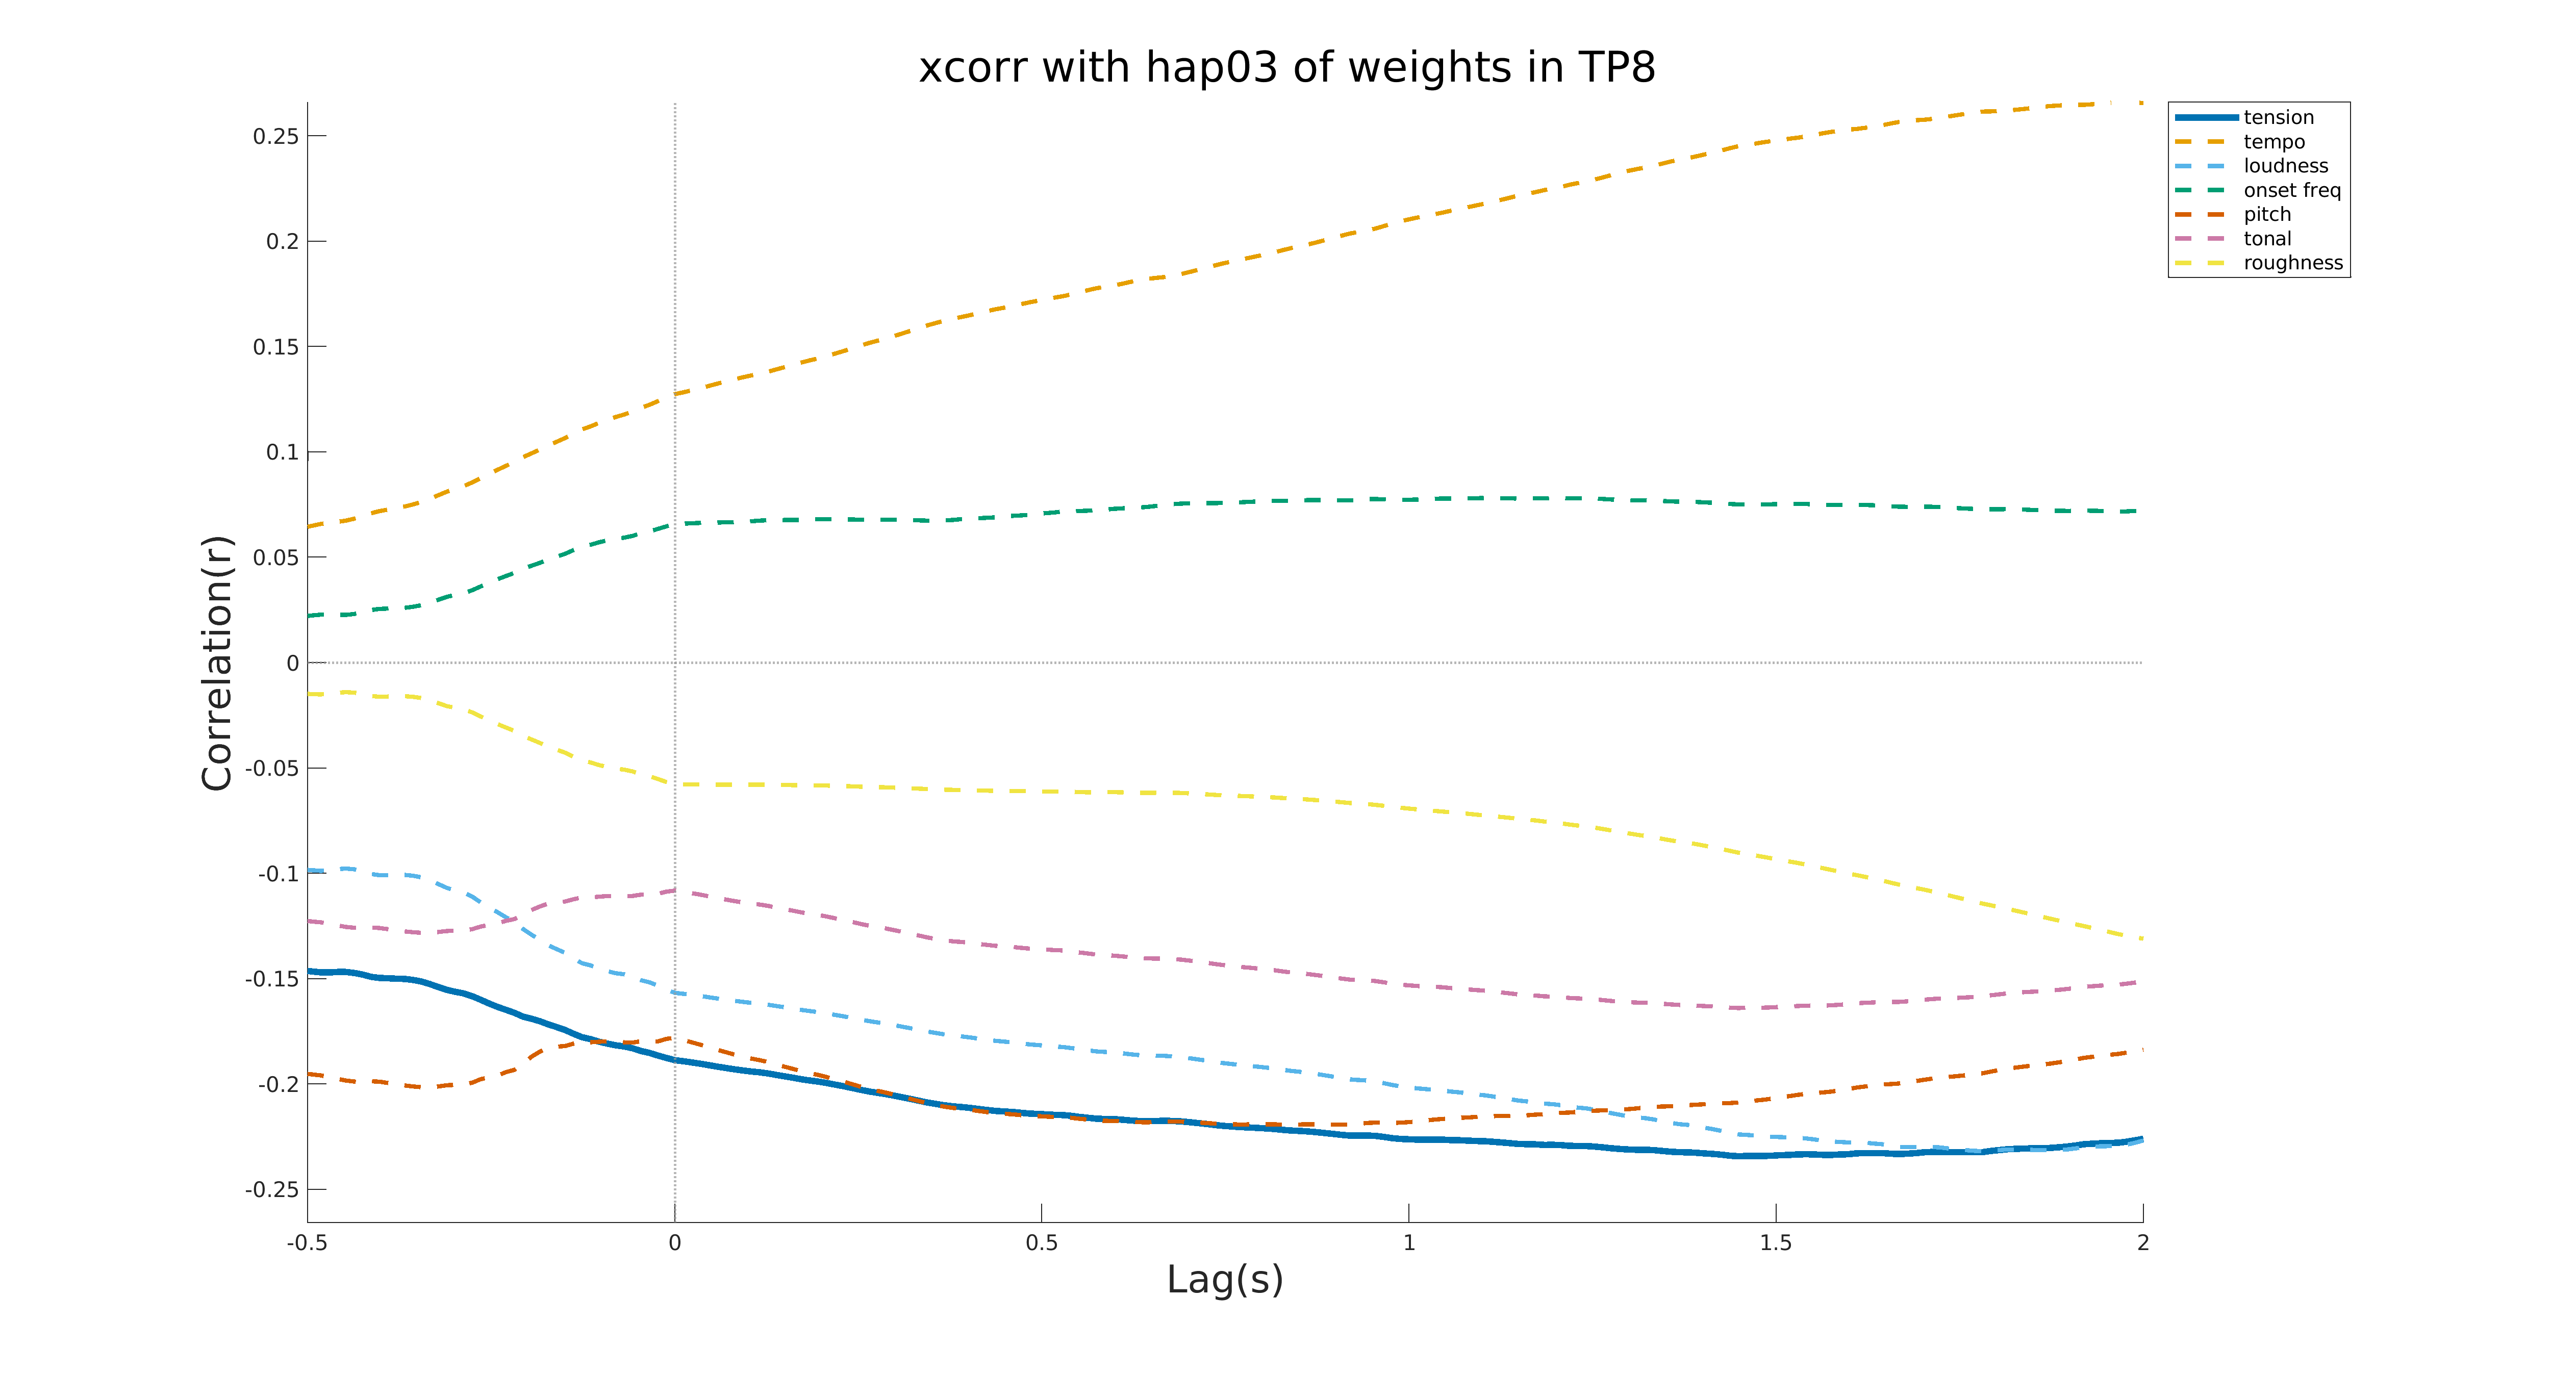 xcorr with hap03 of weights in TP8
tension
tempo
loudness
onset freq
pitch
tonal
roughness
Correlation(r)
0.25
0.2
0.15
0.1
0.05
0
-0.05
-0.1
-0.15
-0.2
-0.25
-0.5
0
0.5
1
1.5
2
Lag(s)